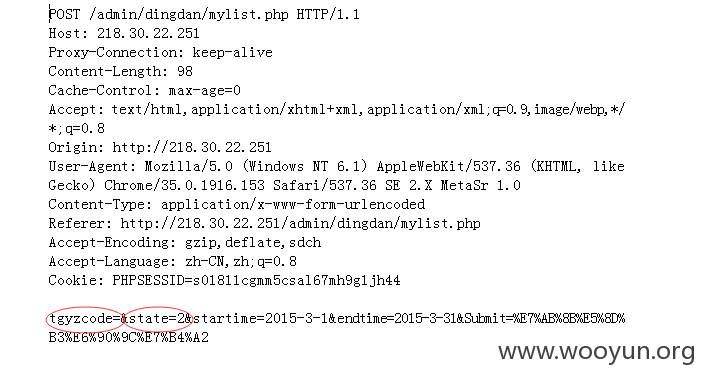 POST /admin/dingdan/mylist.php HTTP/1.1
Host: 218.30.22.251
Proxy-Connection: keep-alive
Content-Length: 98
Cache-Control: max-age=0
Accept: text/html,application/xhtml+xml,application/xml;q=0.9,image/webp,*/
*;q=0.8
Origin: http://218.30.22.251
User-Agent: Mozilla/5.0 (Windows NT 6.1) AppleWebKit/537.36 (KHTML, like
Gecko) Chrome/35.0.1916.153 Safari/537.36 SE 2.X MetaSr 1.0
Content-Type: application/x-www-form-urlencoded
Referer: http://218.30.22.251/admin/dingdan/mylist.php
Accept-Encoding: gzip,deflate,sdch
Accept-Language: zh-CN,zh;q=0.8
Cookie: PHPSESSID=s01811cgmm5csal67mh9g1jh44
tgyzcode=&state=2&startime=2015-3-1&endtime=2015-3-31&Submit=%E7%AB%8B%E5%8D%
B3%E6%90%9C%E7%B4%A2
www.wooyun.org